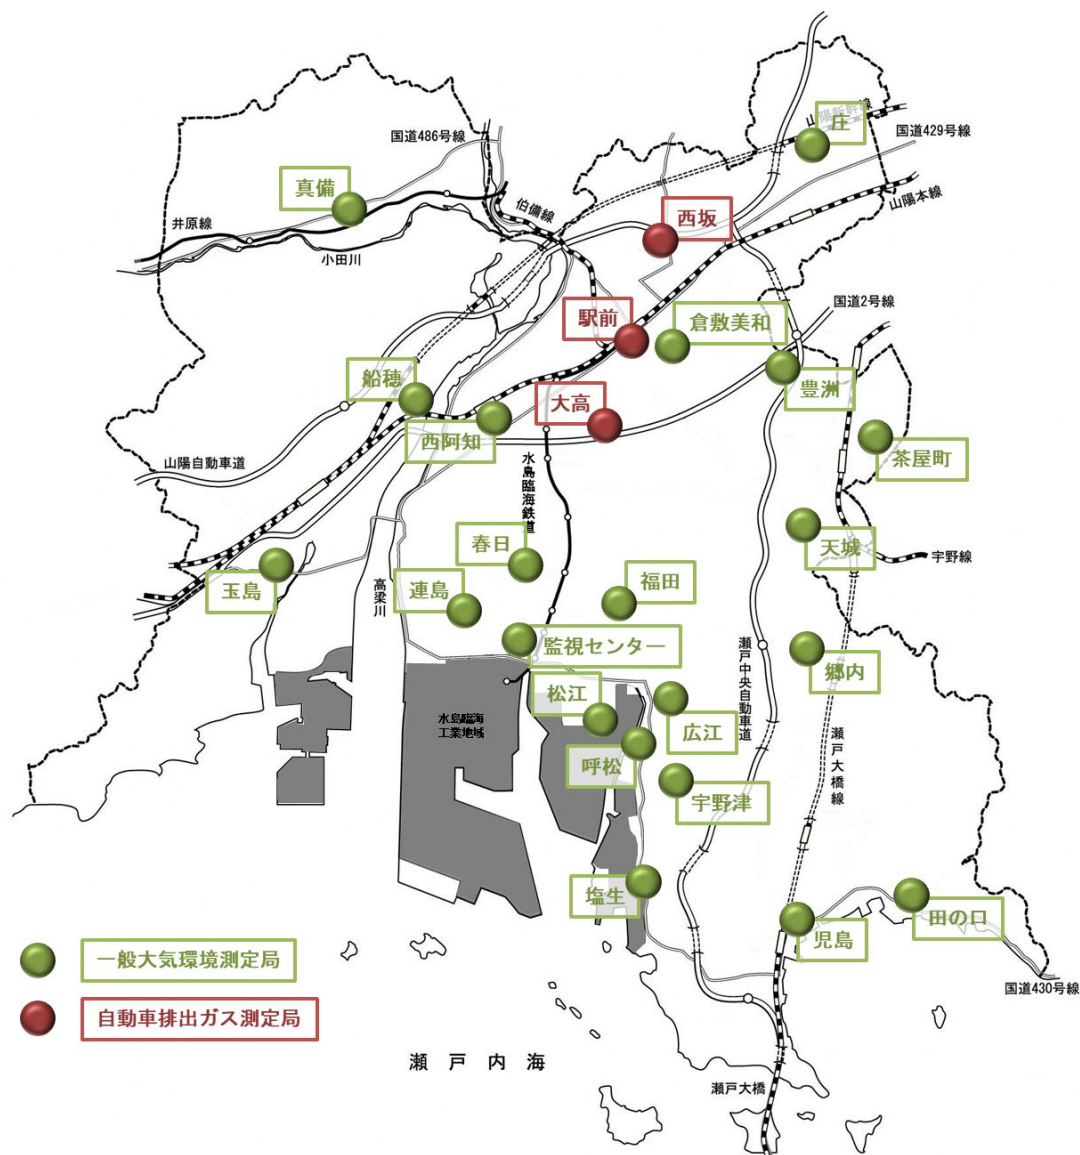 山陽新幹線
庄
国道429号線
国道486号線
真備
山陽本線
伯備線
西坂
井原線
小田川
国道2号線
駅前
倉敷美和
船穂
豊洲
大高
西阿知
茶屋町
山陽自動車道
水島臨海鉄道
天城
春日
宇野線
福田
玉島
連島
高梁川
監視センター
瀬戸中央自動車道
郷内
松江
水島臨海
工業地域
広江
瀬戸大橋線
呼松
宇野津
塩生
田の口
児島
一般大気環境測定局
国道430号線
自動車排出ガス測定局
瀬戸内海
瀬戸大橋